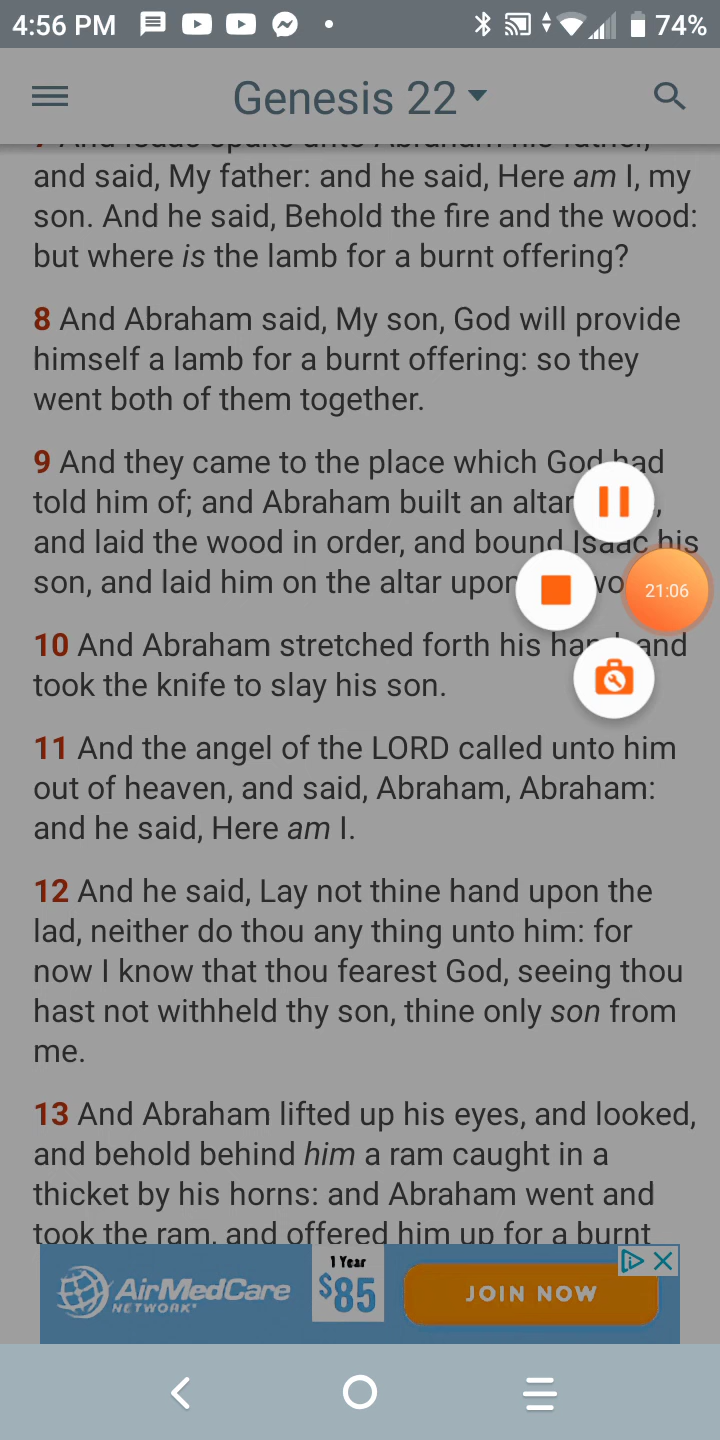 4:56 PM
74%
Genesis 22
7 And Isaac spake unto Abraham his father,
and said, My father: and he said, Here am I, my
son. And he said, Behold the fire and the wood:
but where is the lamb for a burnt offering?
8 And Abraham said, My son, God will provide
himself a lamb for a burnt offering: so they
went both of them together.
9 And they came to the place which God had
told him of; and Abraham built an altar ,
and laid the wood in order, and bound Isaac his
son, and laid him on the altar upon
21:06
10 And Abraham stretched forth his hand, and
took the knife to slay his son.
11 And the angel of the LORD called unto him
out of heaven, and said, Abraham, Abraham:
and he said, Here am I.
12 And he said, Lay not thine hand upon the
lad, neither do thou any thing unto him: for
now I know that thou fearest God, seeing thou
hast not withheld thy son, thine only son from
me.
13 And Abraham lifted up his eyes, and looked,
and behold behind him a ram caught in a
thicket by his horns: and Abraham went and
took the ram, and offered him up for a burnt
AirMedCare
NETWORK
1 Year
$85
JOIN NOW